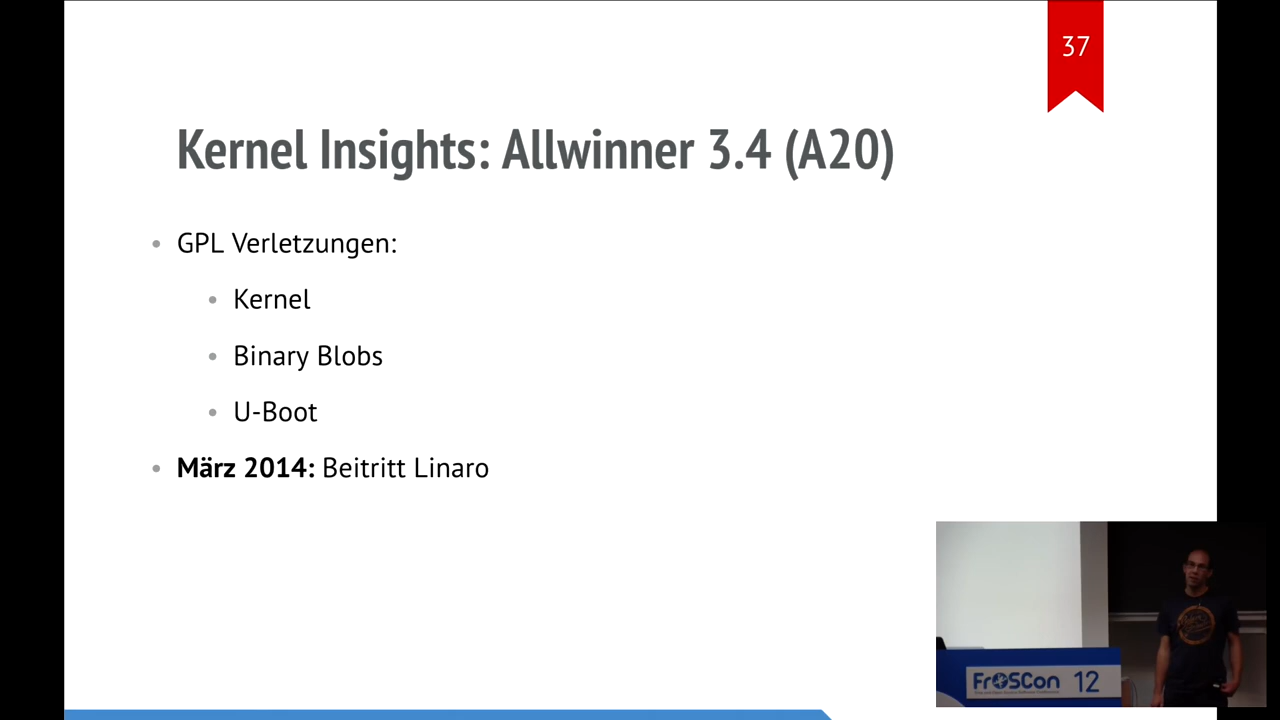 37
Kernel Insights: Allwinner 3.4 (A20)
GPL Verletzungen:
Kernel
Binary Blobs
U-Boot
März 2014: Beitritt Linaro
FrOSCon 12